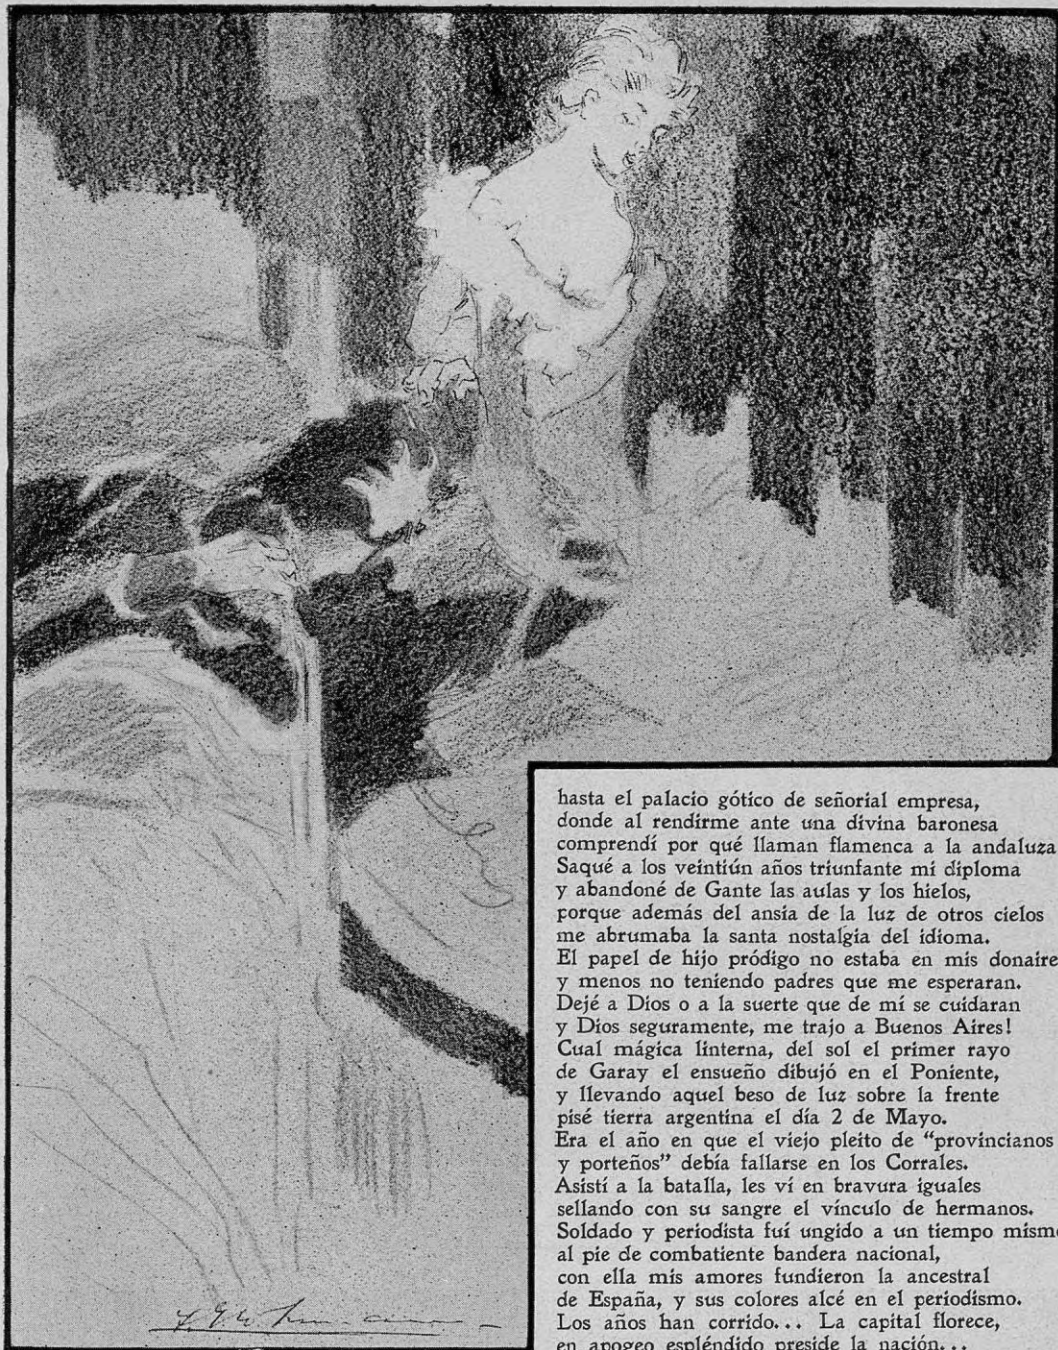 hasta el palacio gótico de señorial empresa,
donde al rendirme ante una divina baronesa
comprendí por qué llaman flamenca a la andaluza
Saqué a los veintiún años triunfante mi diploma
y abandoné de Gante las aulas y los hielos,
porque además del ansia de la luz de otros cielos
me abrumaba la santa nostalgia del idioma.
El papel de hijo pródigo no estaba en mis donaire
y menos no teniendo padres que me esperaran.
Dejé a Dios o a la suerte que de mí se cuidaran
y Dios seguramente, me trajo a Buenos Aires!
Cual mágica linterna, del sol el primer rayo
de Garay el ensueño dibujó en el Poniente,
y llevando aquel beso de luz sobre la frente
pisé tierra argentina el día 2 de Mayo.
Era el año en que el viejo pleito de “provincianos
y porteños” debía fallarse en los Corrales.
Asistí a la batalla, les ví en bravura iguales
sellando con su sangre el vínculo de hermanos.
Soldado y periodista fuí ungido a un tiempo mismo
al pie de combatiente bandera nacional,
con ella mis amores fundieron la ancestral
de España, y sus colores alcé en el periodismo.
Los años han corrido... La capital florece,
en apogeo espléndido preside la nación...